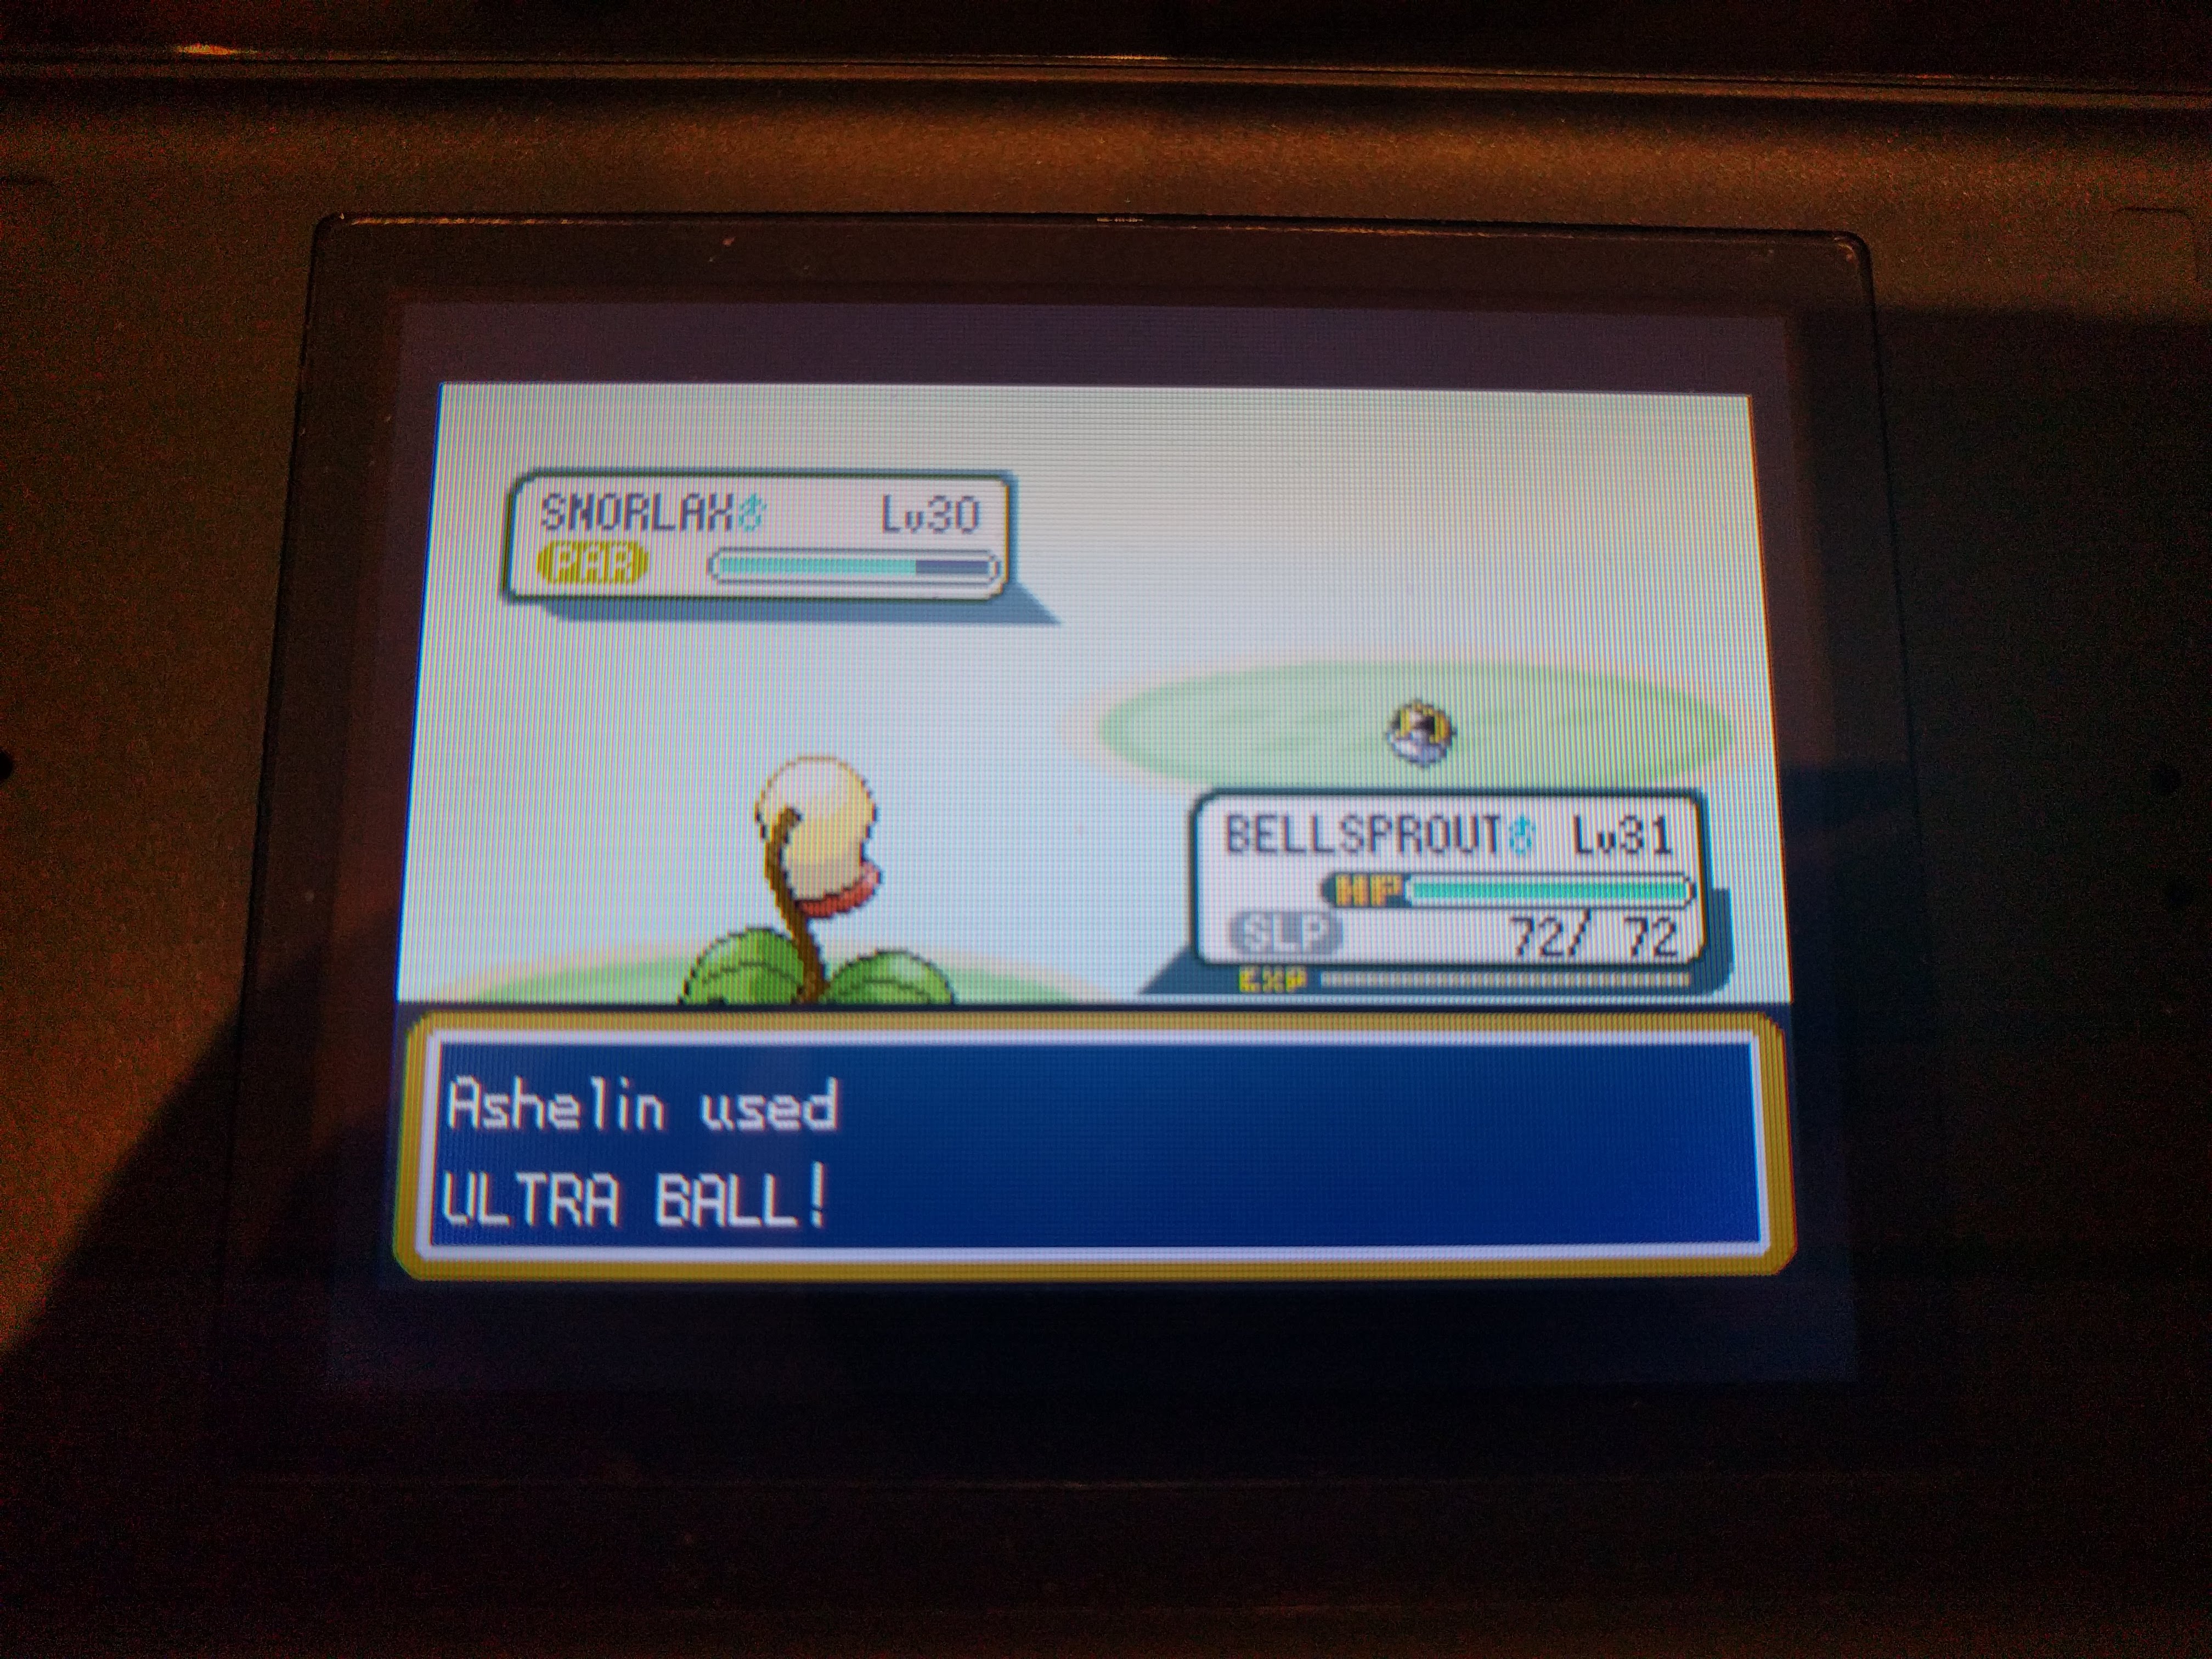 SNORLAX♂ Lv30
PAR
BELLSPROUT♂ Lv31
HP
SLP 72/ 72
EXP
Ashelin used
ULTRA BALL!